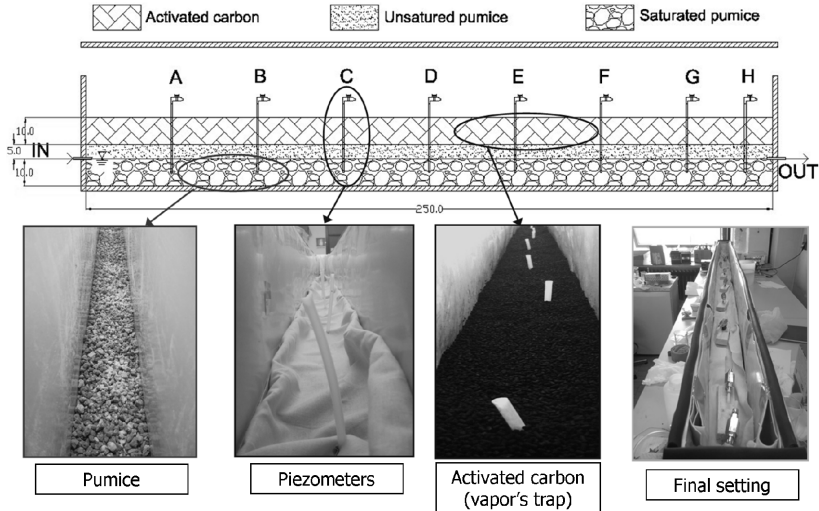 Activated carbon
Unsatured pumice
Saturated pumice
A B C D E F G H
10.0
5.0
10.0
IN
OUT
250.0
Pumice
Piezometers
Activated carbon
(vapor's trap)
Final setting